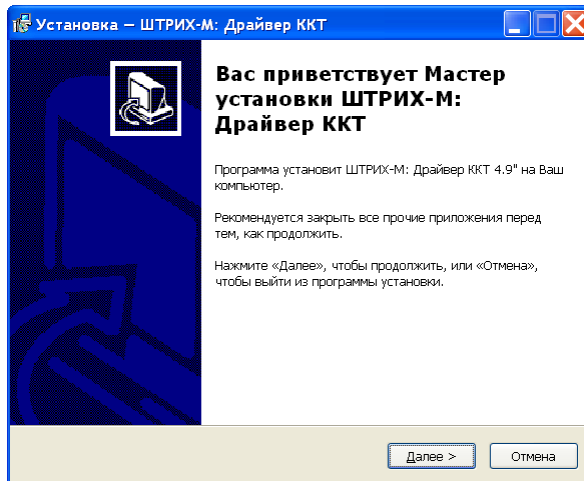 Установка — ШТРИХ-М: Драйвер ККТ
Вас приветствует Мастер
установки ШТРИХ-М:
Драйвер ККТ
Программа установит ШТРИХ-М: Драйвер ККТ 4.9" на Ваш
компьютер.
Рекомендуется закрыть все прочие приложения перед
тем, как продолжить.
Нажмите «Далее», чтобы продолжить, или «Отмена»,
чтобы выйти из программы установки.
Далее >
Отмена